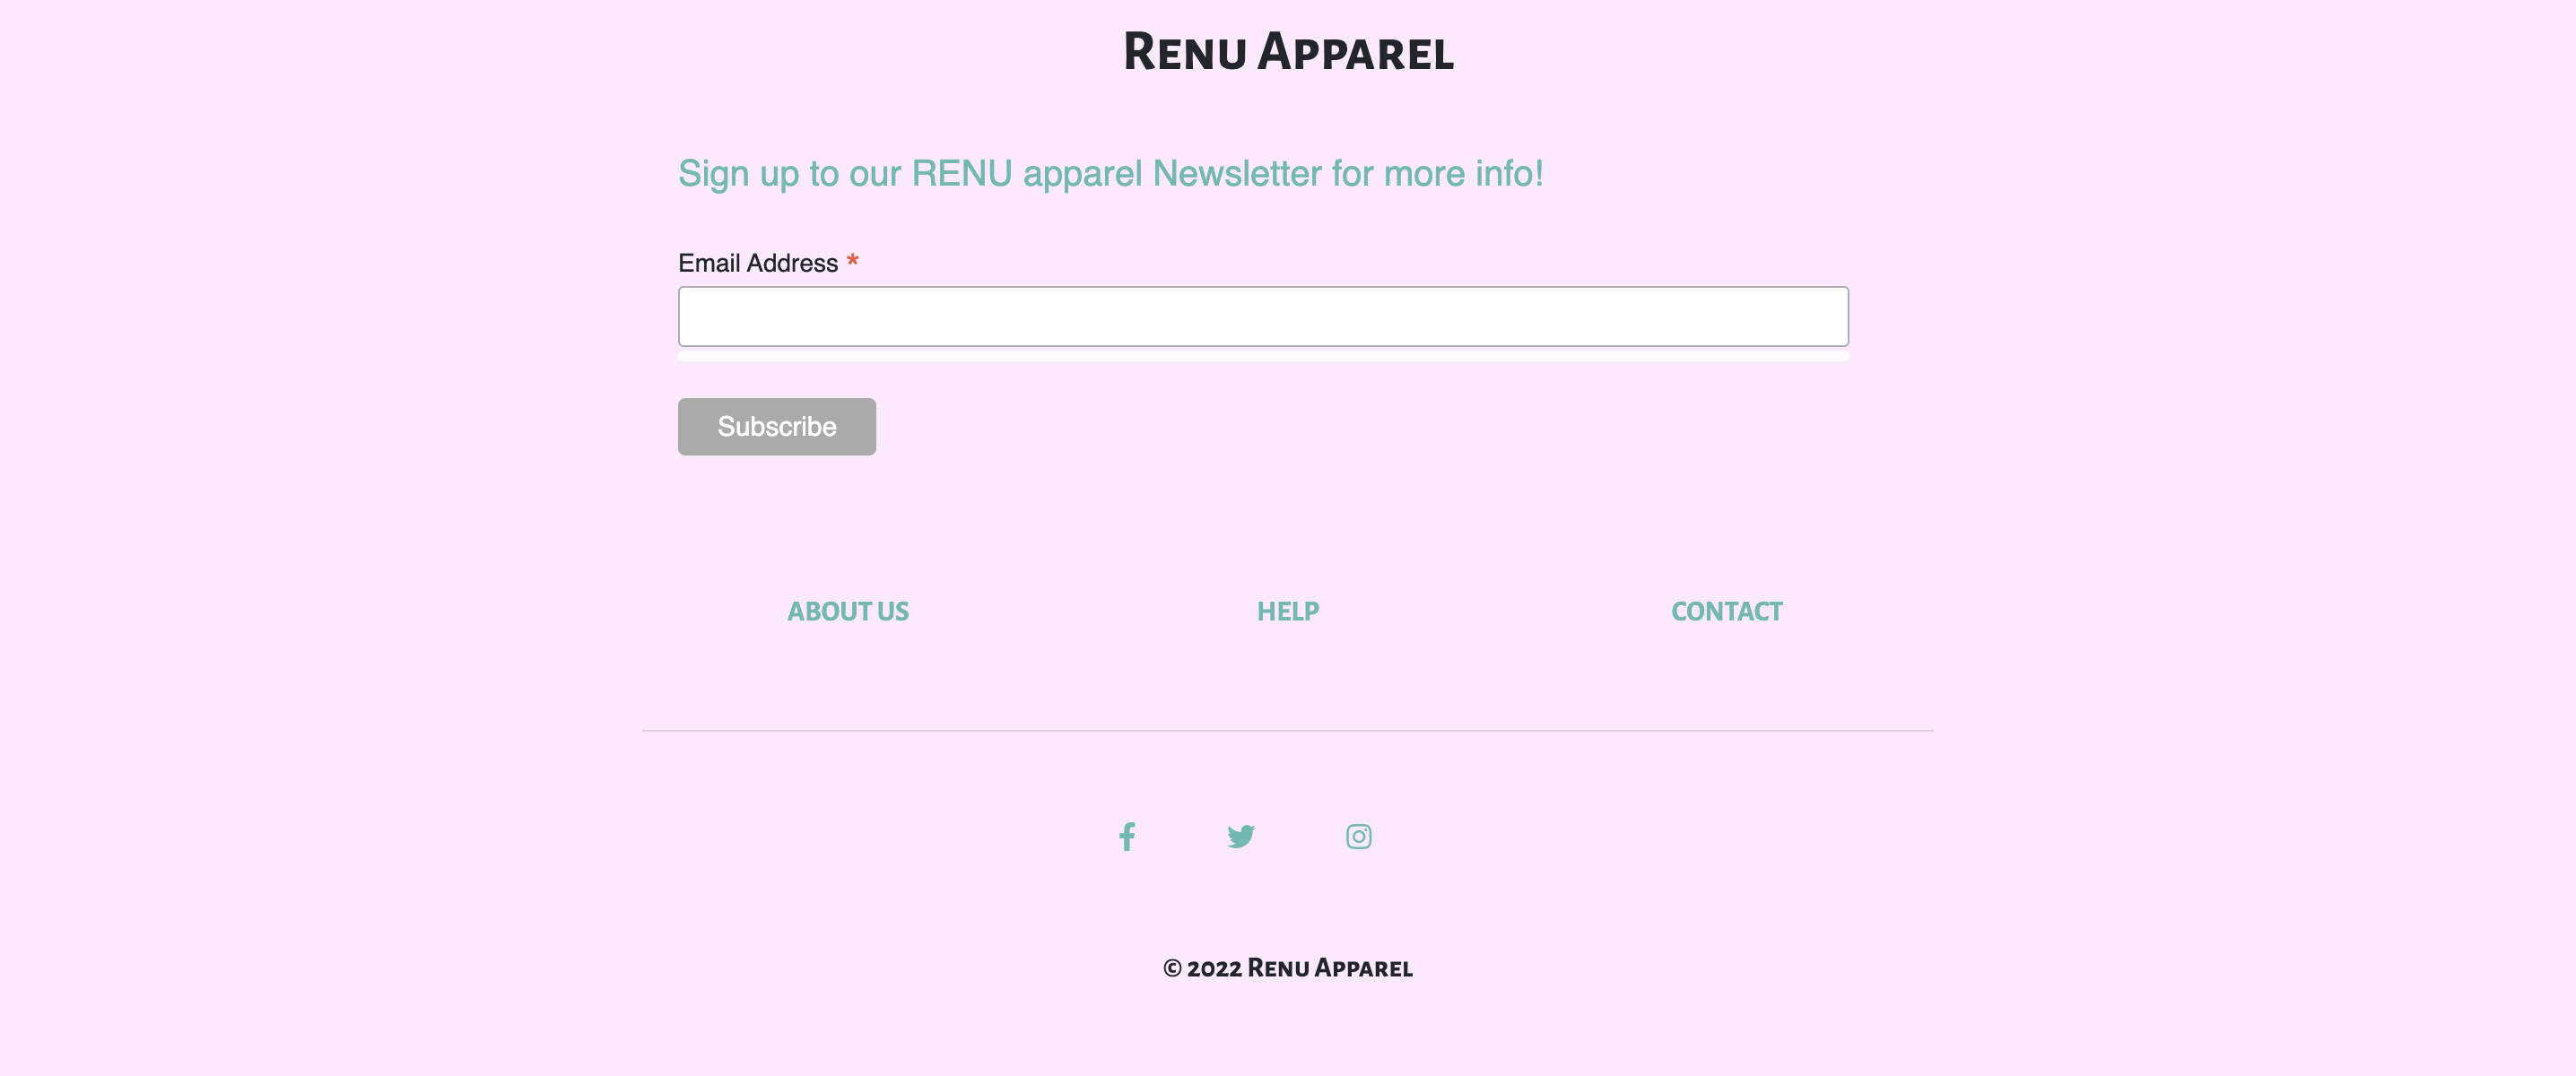 Renu Apparel
Sign up to our RENU apparel Newsletter for more info!
Email Address *
Subscribe
ABOUT US HELP CONTACT
© 2022 Renu Apparel